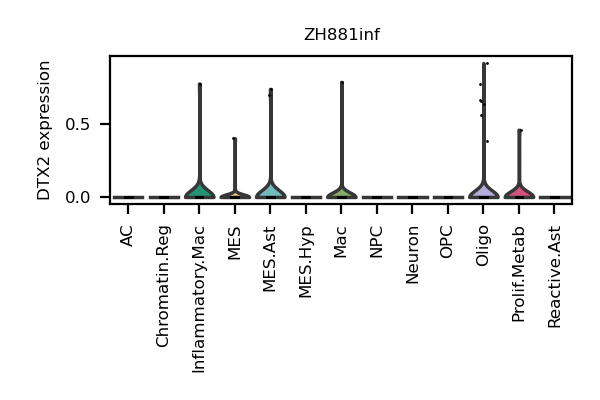 ZH881inf
DTX2 expression
0.5
0.0
AC
Chromatin.Reg
Inflammatory.Mac
MES
MES.Ast
MES.Hyp
Mac
NPC
Neuron
OPC
Oligo
Prolif.Metab
Reactive.Ast